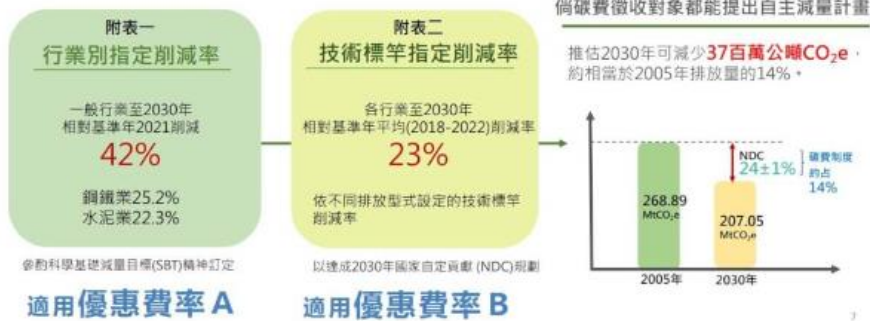 附表一
行業別指定削減率
一般行業至2030年
相對基準年2021削減
42%
鋼鐵業25.2%
水泥業22.3%
參酌科學基礎減量目標(SBT)精神訂定
適用優惠費率A
附表二
技術標竿指定削減率
各行業至2030年
相對基準年平均(2018-2022)削減率
23%
依不同排放型式設定的技術標竿
削減率
以達成2030年國家自定貢獻 (NDC)規劃
適用優惠費率B
倘碳費徵收對象都能提出自主減量計畫
推估2030年可減少37百萬公噸CO₂e，
約相當於2005年排放量的14%。
NDC
24±1%
碳費制度
約占
14%
268.89
MtCO₂e
207.05
MtCO₂e
2005年
2030年
7